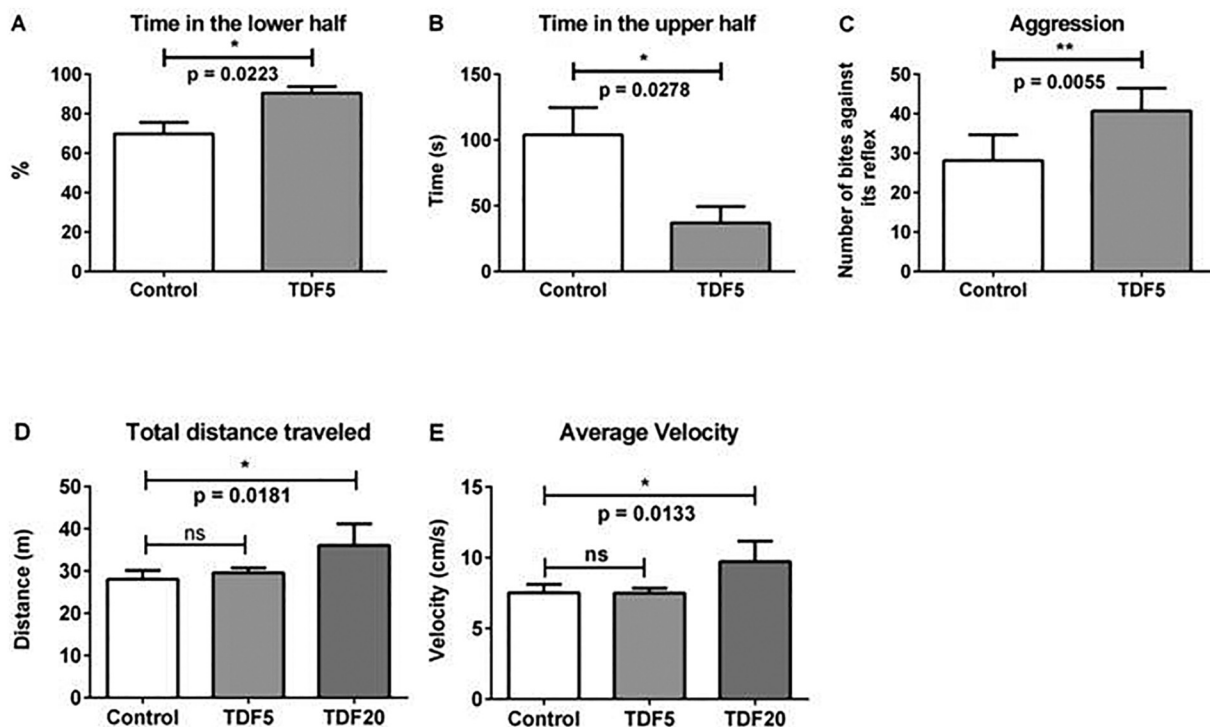 A Time in the lower half
*
p = 0.0223
100
80
60
40
20
0
%
Control TDF5
B Time in the upper half
*
p = 0.0278
150
100
50
0
Time (s)
Control TDF5
C Aggression
**
p = 0.0055
50
40
30
20
10
0
Number of bites against
its reflex
Control TDF5
D Total distance traveled
*
p = 0.0181
ns
50
40
30
20
10
0
Distance (m)
Control TDF5 TDF20
E Average Velocity
*
p = 0.0133
ns
15
10
5
0
Velocity (cm/s)
Control TDF5 TDF20